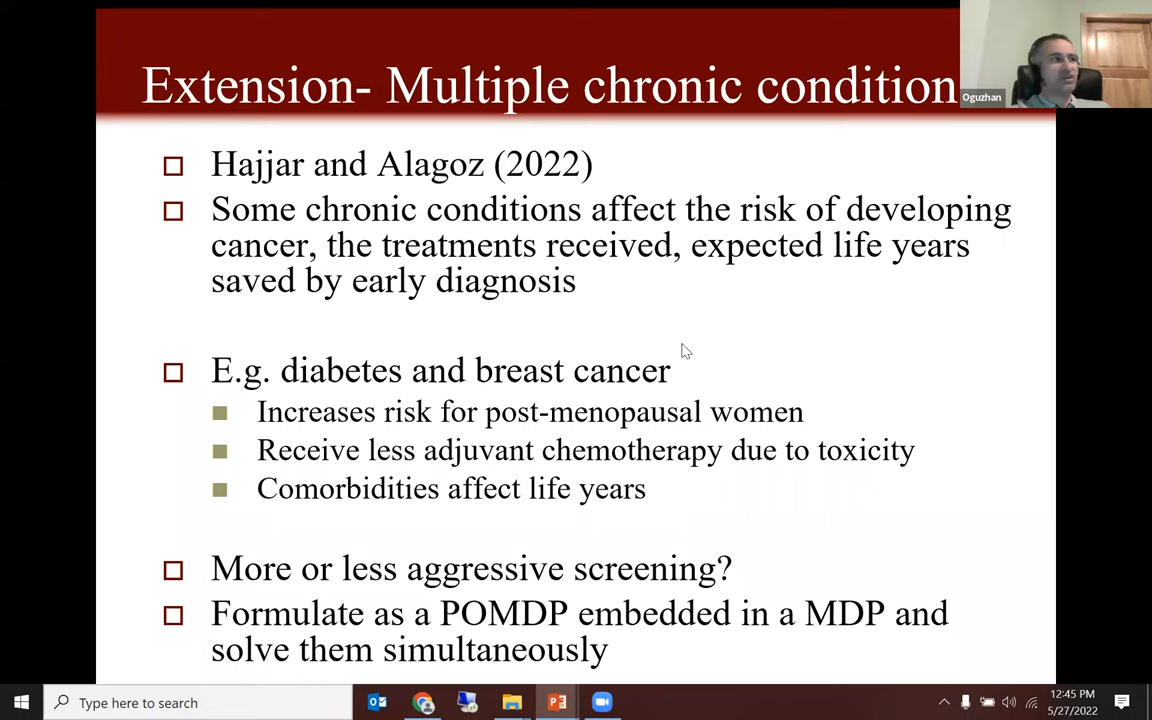 Extension- Multiple chronic condition
Oguzhan
Hajjar and Alagoz (2022)
Some chronic conditions affect the risk of developing
cancer, the treatments received, expected life years
saved by early diagnosis
E.g. diabetes and breast cancer
Increases risk for post-menopausal women
Receive less adjuvant chemotherapy due to toxicity
Comorbidities affect life years
More or less aggressive screening?
Formulate as a POMDP embedded in a MDP and
solve them simultaneously
Type here to search
12:45 PM
5/27/2022